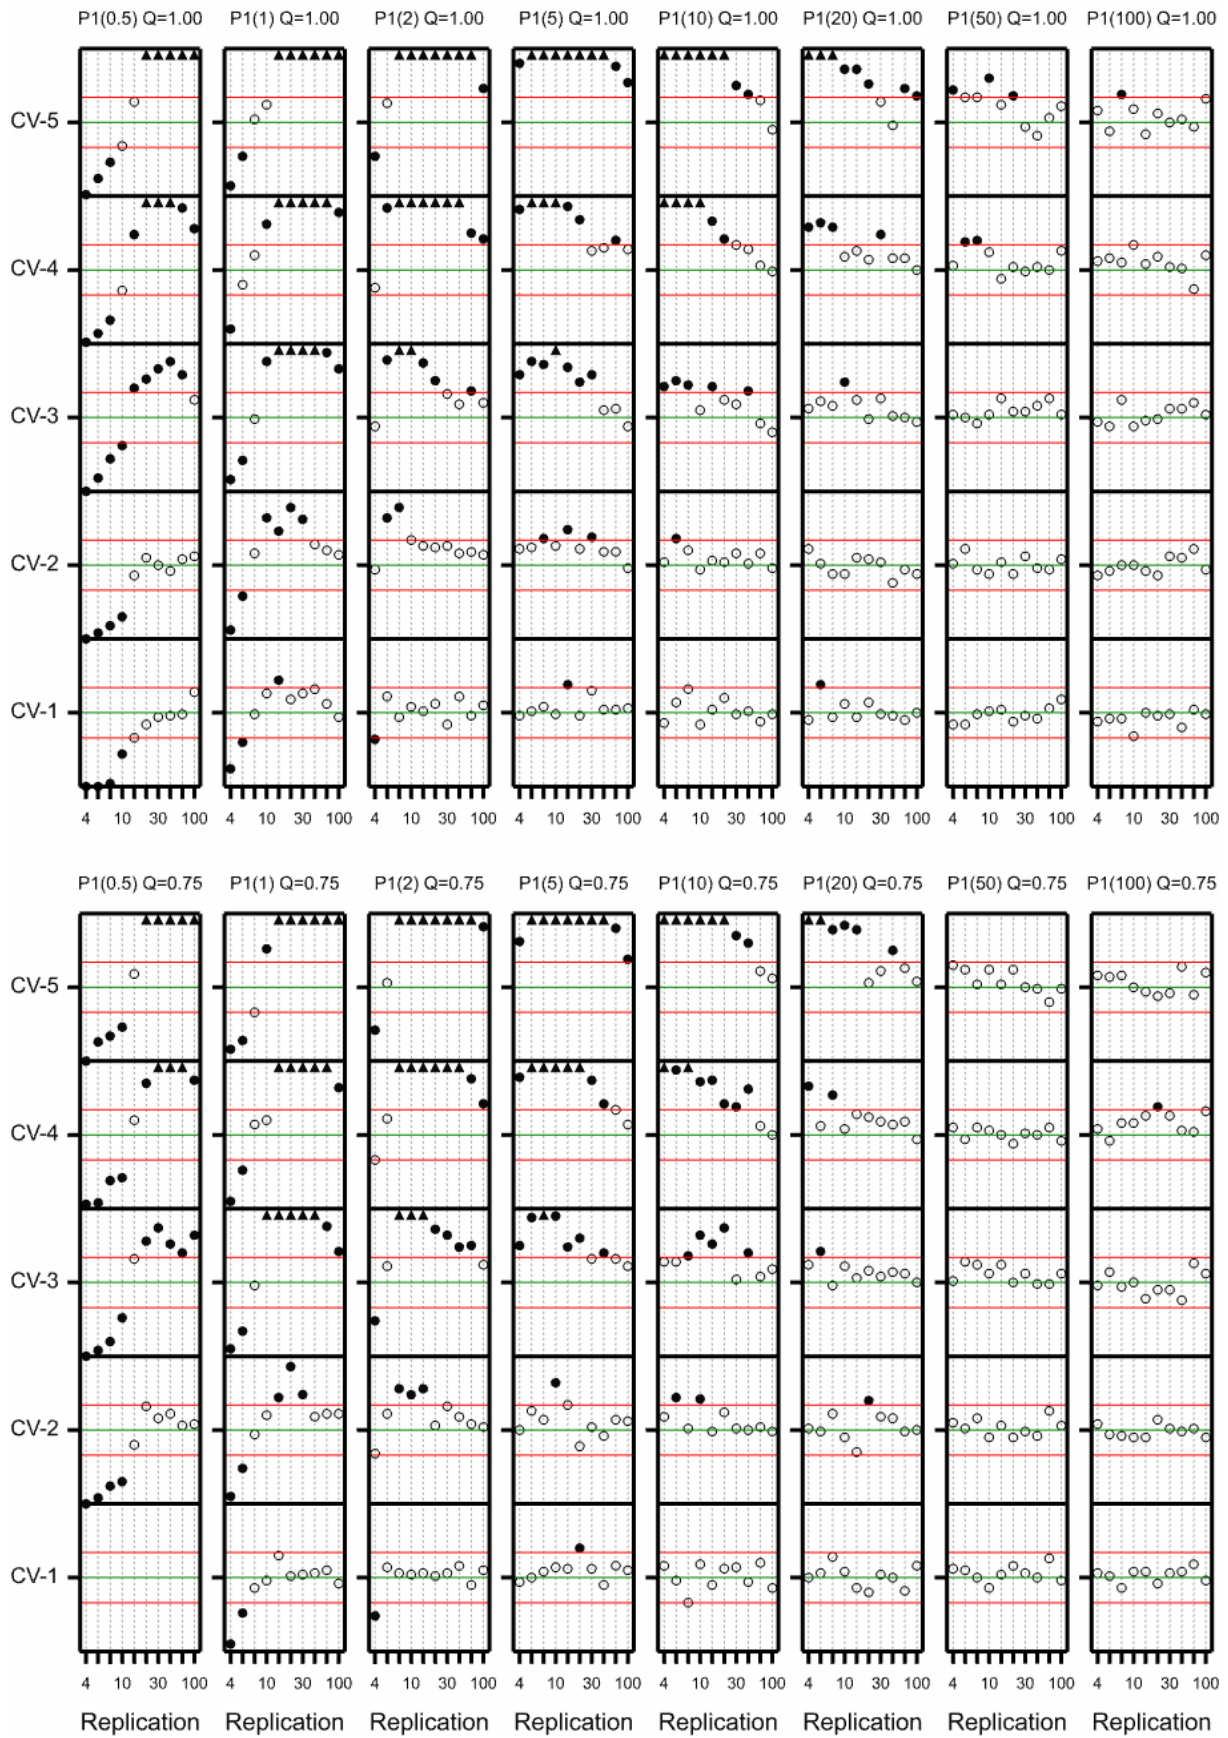 P1(0.5) Q=1.00 P1(1) Q=1.00 P1(2) Q=1.00 P1(5) Q=1.00 P1(10) Q=1.00 P1(20) Q=1.00 P1(50) Q=1.00 P1(100) Q=1.00
CV-5
CV-4
CV-3
CV-2
CV-1
4 10 30 100 4 10 30 100 4 10 30 100 4 10 30 100 4 10 30 100 4 10 30 100 4 10 30 100 4 10 30 100
P1(0.5) Q=0.75 P1(1) Q=0.75 P1(2) Q=0.75 P1(5) Q=0.75 P1(10) Q=0.75 P1(20) Q=0.75 P1(50) Q=0.75 P1(100) Q=0.75
CV-5
CV-4
CV-3
CV-2
CV-1
4 10 30 100 4 10 30 100 4 10 30 100 4 10 30 100 4 10 30 100 4 10 30 100 4 10 30 100 4 10 30 100
Replication Replication Replication Replication Replication Replication Replication Replication